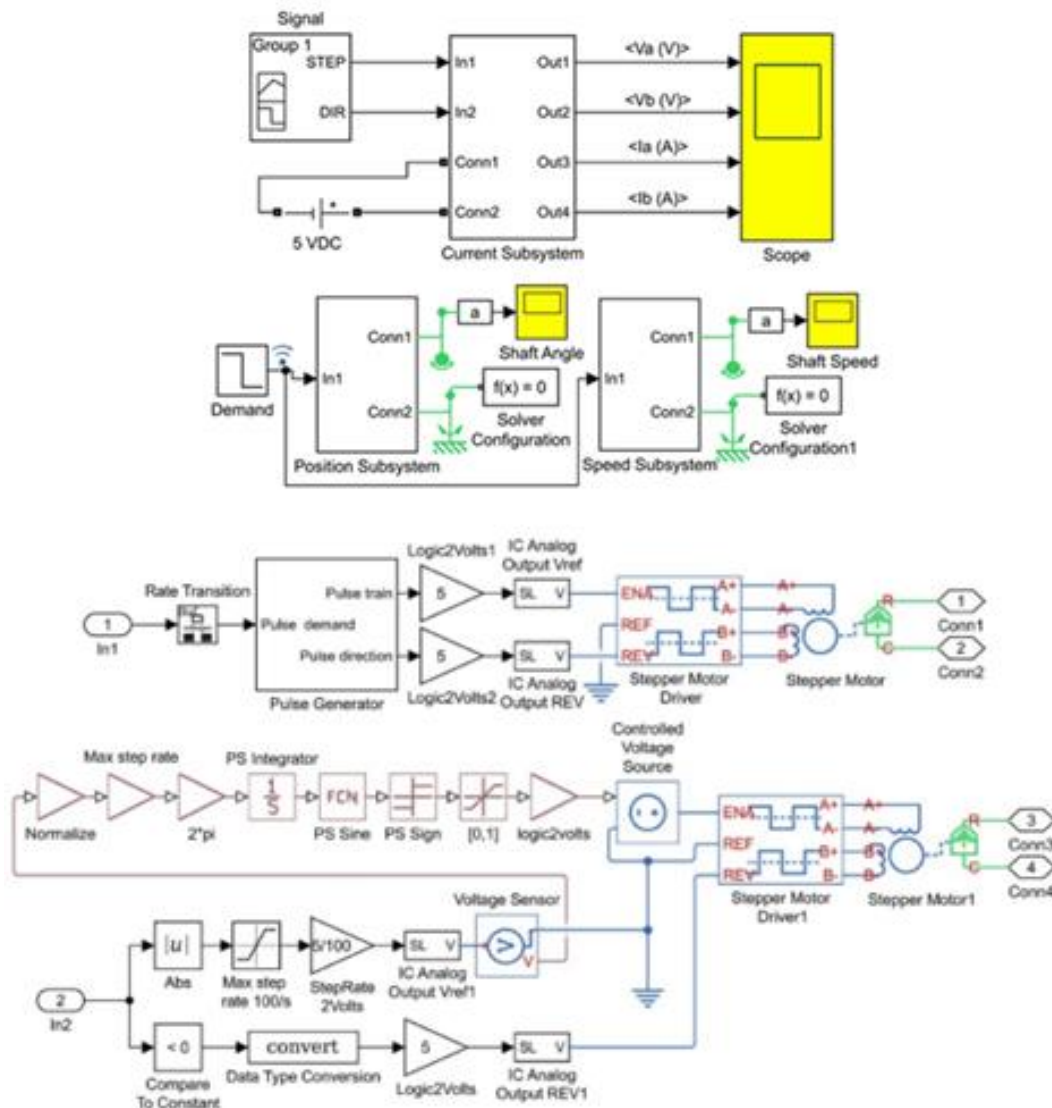 Signal
Group 1
STEP
DIR
In1
In2
Conn1
Conn2
Out1
Out2
Out3
Out4
<Va (V)>
<Vb (V)>
<Ia (A)>
<Ib (A)>
5 VDC
Current Subsystem
Scope
Demand
In1
Conn1
Conn2
Position Subsystem
a
Shaft Angle
f(x) = 0
Solver
Configuration
In1
Conn1
Conn2
Speed Subsystem
a
Shaft Speed
f(x) = 0
Solver
Configuration1
1
In1
Rate Transition
Pulse demand
Pulse train
Pulse direction
Pulse Generator
Logic2Volts1
5
5
Logic2Volts2
IC Analog
Output Vref
SL V
SL V
IC Analog
Output REV
ENA
REF
REV
A+
A-
B+
B-
Stepper Motor
Driver
A+
A-
B
B-
Stepper Motor
R
C
1
Conn1
2
Conn2
Max step rate
Normalize
2*pi
PS Integrator
1
S
FCN
PS Sine
PS Sign
[0,1]
logic2volts
Controlled
Voltage
Source
ENA
REF
REV
A+
A-
B+
B-
Stepper Motor
Driver1
A+
A-
B
B-
Stepper Motor1
R
C
3
Conn3
4
Conn4
2
In2
|u|
Abs
Max step
rate 100/s
5/100
StepRate
2Volts
SL V
IC Analog
Output Vref1
Voltage Sensor
V
V
< 0
Compare
To Constant
convert
Data Type Conversion
5
Logic2Volts
SL V
IC Analog
Output REV1